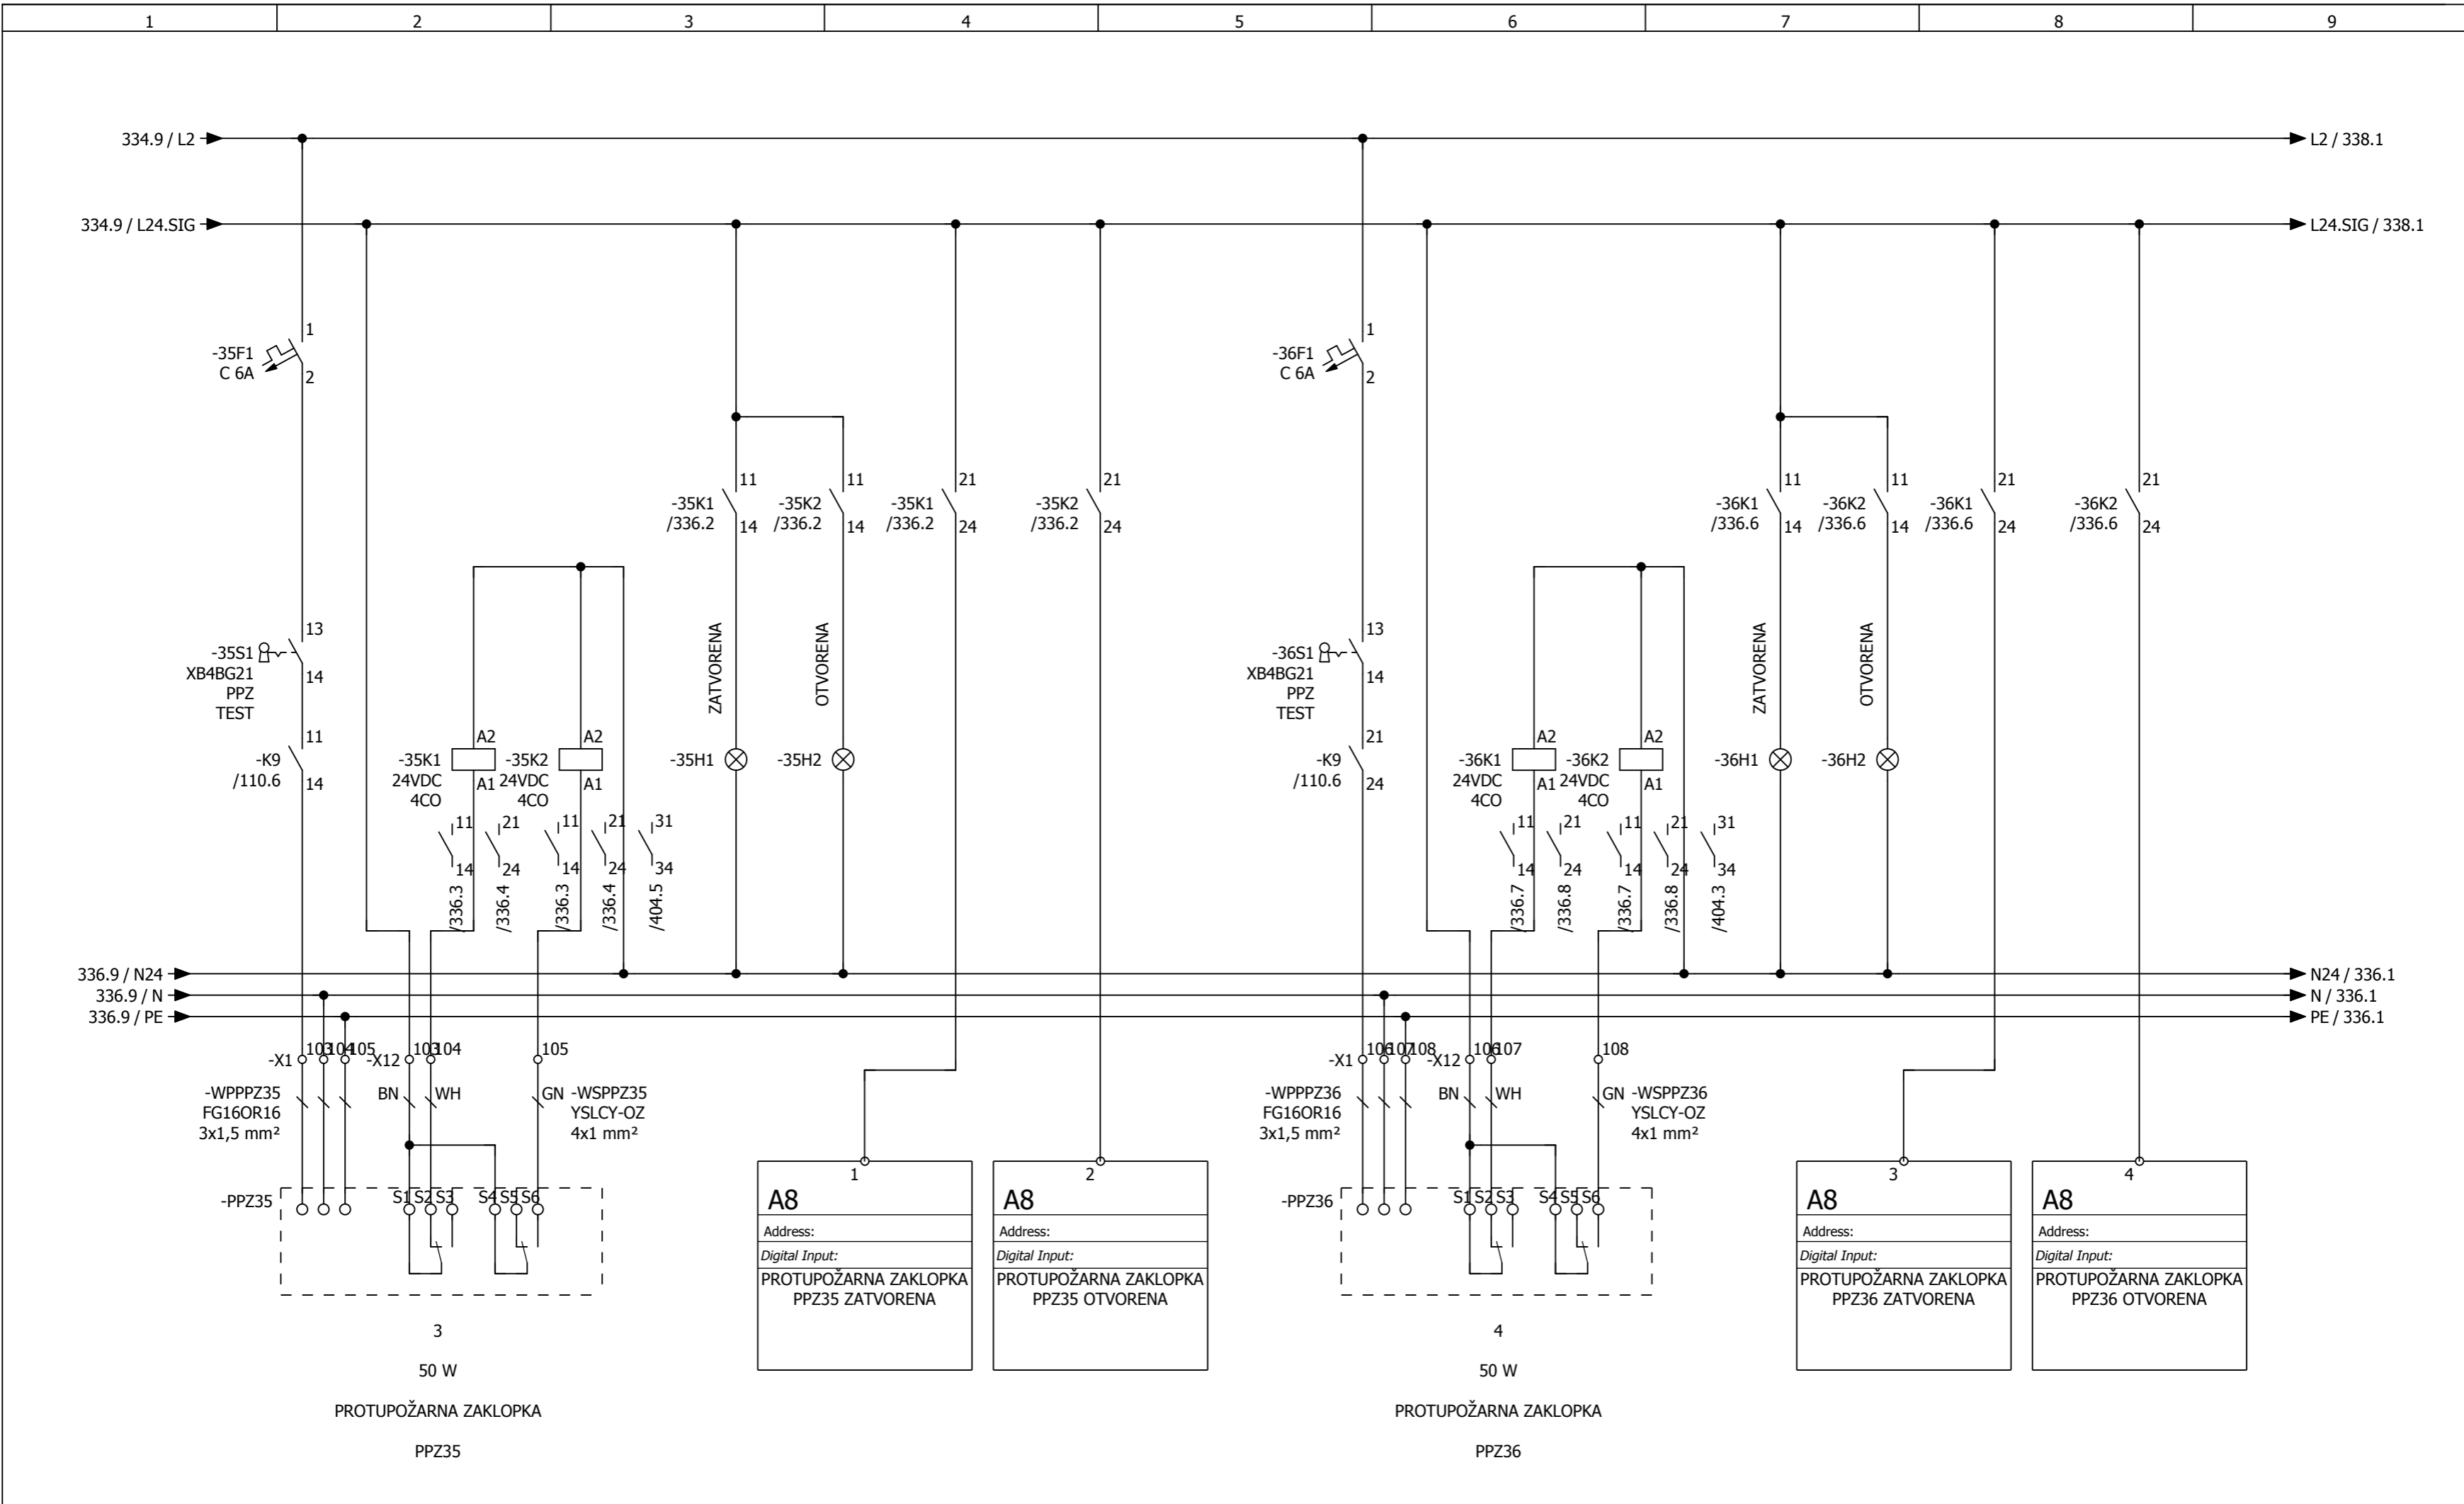 1 2 3 4 5 6 7 8 9
334.9 / L2
L2 / 338.1
334.9 / L24.SIG
L24.SIG / 338.1
1
-35F1
C 6A
2
1
-36F1
C 6A
2
11
-35K1
/336.2
14
11
-35K2
/336.2
14
21
-35K1
/336.2
24
21
-35K2
/336.2
24
11
-36K1
/336.6
14
11
-36K2
/336.6
14
21
-36K1
/336.6
24
21
-36K2
/336.6
24
13
-35S1
XB4BG21
14
PPZ
TEST
ZATVORENA
OTVORENA
13
-36S1
XB4BG21
14
PPZ
TEST
ZATVORENA
OTVORENA
11
-K9
/110.6
14
A2
-35K1
24VDC
A1
4CO
A2
-35K2
24VDC
A1
4CO
-35H1
-35H2
21
-K9
/110.6
24
A2
-36K1
24VDC
A1
4CO
A2
-36K2
24VDC
A1
4CO
-36H1
-36H2
11 21 11 21 31
14 24 14 24 34
/336.3 /336.4 /336.3 /336.4 /404.5
11 21 11 21 31
14 24 14 24 34
/336.7 /336.8 /336.7 /336.8 /404.3
336.9 / N24
N24 / 336.1
336.9 / N
N / 336.1
336.9 / PE
PE / 336.1
-X1 103 104 105 -X12 103 104 105
-X1 106 107 108 -X12 106 107 108
-WPPPZ35
FG16OR16
3x1,5 mm²
BN WH GN
-WSPPZ35
YSLCY-OZ
4x1 mm²
-WPPPZ36
FG16OR16
3x1,5 mm²
BN WH GN
-WSPPZ36
YSLCY-OZ
4x1 mm²
-PPZ35
S1 S2 S3 S4 S5 S6
1
A8
Address:
Digital Input:
PROTUPOŽARNA ZAKLOPKA
PPZ35 ZATVORENA
2
A8
Address:
Digital Input:
PROTUPOŽARNA ZAKLOPKA
PPZ35 OTVORENA
-PPZ36
S1 S2 S3 S4 S5 S6
3
A8
Address:
Digital Input:
PROTUPOŽARNA ZAKLOPKA
PPZ36 ZATVORENA
4
A8
Address:
Digital Input:
PROTUPOŽARNA ZAKLOPKA
PPZ36 OTVORENA
3
50 W
PROTUPOŽARNA ZAKLOPKA
PPZ35
4
50 W
PROTUPOŽARNA ZAKLOPKA
PPZ36